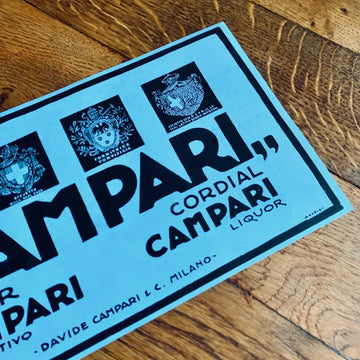 AMPARI„
CORDIAL
CAMPARI
LIQUOR
R
PARI
TIVO
- DAVIDE CAMPARI & C. MILANO -